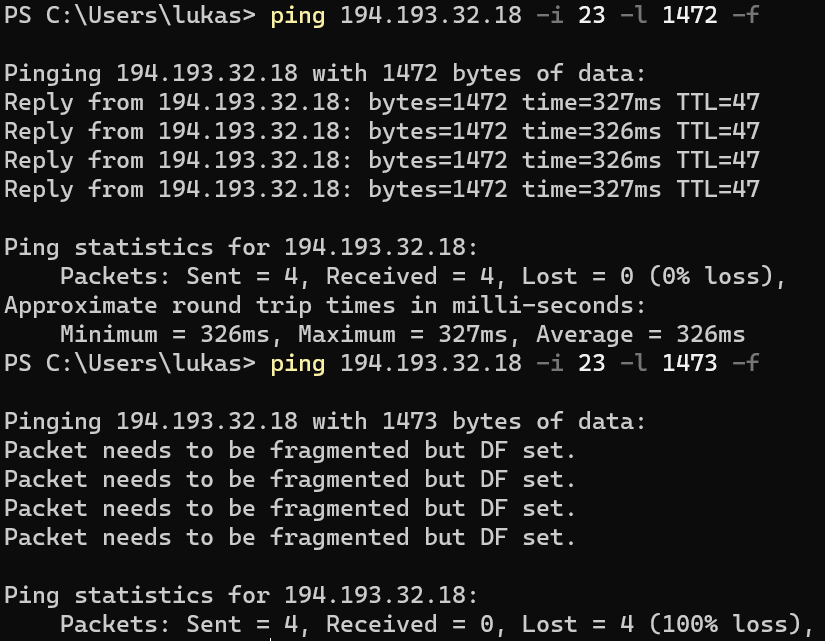 PS C:\Users\lukas> ping 194.193.32.18 -i 23 -l 1472 -f
Pinging 194.193.32.18 with 1472 bytes of data:
Reply from 194.193.32.18: bytes=1472 time=327ms TTL=47
Reply from 194.193.32.18: bytes=1472 time=326ms TTL=47
Reply from 194.193.32.18: bytes=1472 time=326ms TTL=47
Reply from 194.193.32.18: bytes=1472 time=327ms TTL=47
Ping statistics for 194.193.32.18:
    Packets: Sent = 4, Received = 4, Lost = 0 (0% loss),
Approximate round trip times in milli-seconds:
    Minimum = 326ms, Maximum = 327ms, Average = 326ms
PS C:\Users\lukas> ping 194.193.32.18 -i 23 -l 1473 -f
Pinging 194.193.32.18 with 1473 bytes of data:
Packet needs to be fragmented but DF set.
Packet needs to be fragmented but DF set.
Packet needs to be fragmented but DF set.
Packet needs to be fragmented but DF set.
Ping statistics for 194.193.32.18:
    Packets: Sent = 4, Received = 0, Lost = 4 (100% loss),